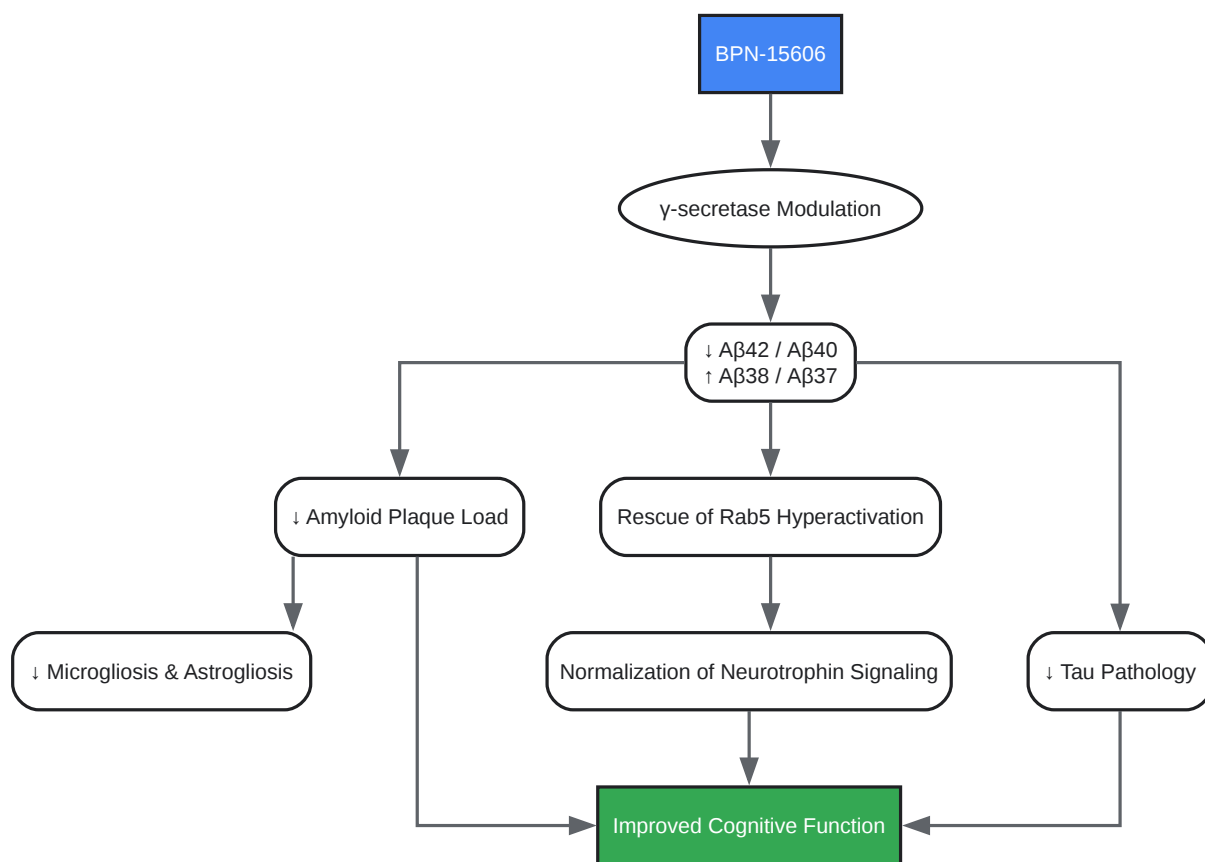 BPN-15606
γ-secretase Modulation
↓ Aβ42 / Aβ40
↑ Aβ38 / Aβ37
↓ Amyloid Plaque Load
Rescue of Rab5 Hyperactivation
↓ Microgliosis & Astrogliosis
Normalization of Neurotrophin Signaling
↓ Tau Pathology
Improved Cognitive Function